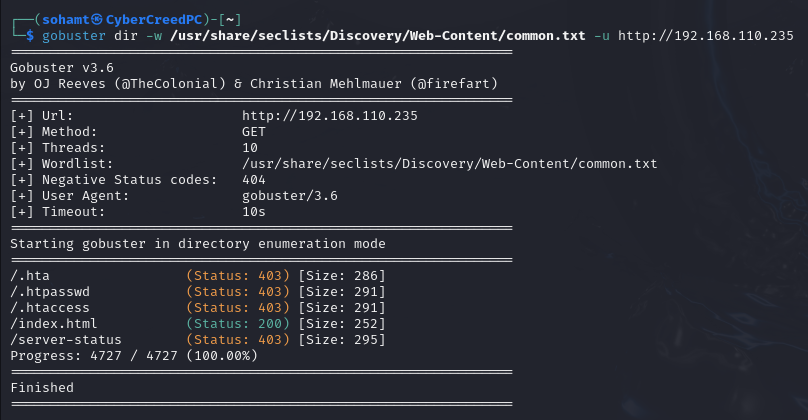 ┌──(sohamt㉿CyberCreedPC)-[~]
└─$ gobuster dir -w /usr/share/seclists/Discovery/Web-Content/common.txt -u http://192.168.110.235
===============================================================
Gobuster v3.6
by OJ Reeves (@TheColonial) & Christian Mehlmauer (@firefart)
===============================================================
[+] Url:                     http://192.168.110.235
[+] Method:                  GET
[+] Threads:                 10
[+] Wordlist:                /usr/share/seclists/Discovery/Web-Content/common.txt
[+] Negative Status codes:   404
[+] User Agent:              gobuster/3.6
[+] Timeout:                 10s
===============================================================
Starting gobuster in directory enumeration mode
===============================================================
/.hta                 (Status: 403) [Size: 286]
/.htpasswd            (Status: 403) [Size: 291]
/.htaccess            (Status: 403) [Size: 291]
/index.html           (Status: 200) [Size: 252]
/server-status        (Status: 403) [Size: 295]
Progress: 4727 / 4727 (100.00%)
===============================================================
Finished
===============================================================